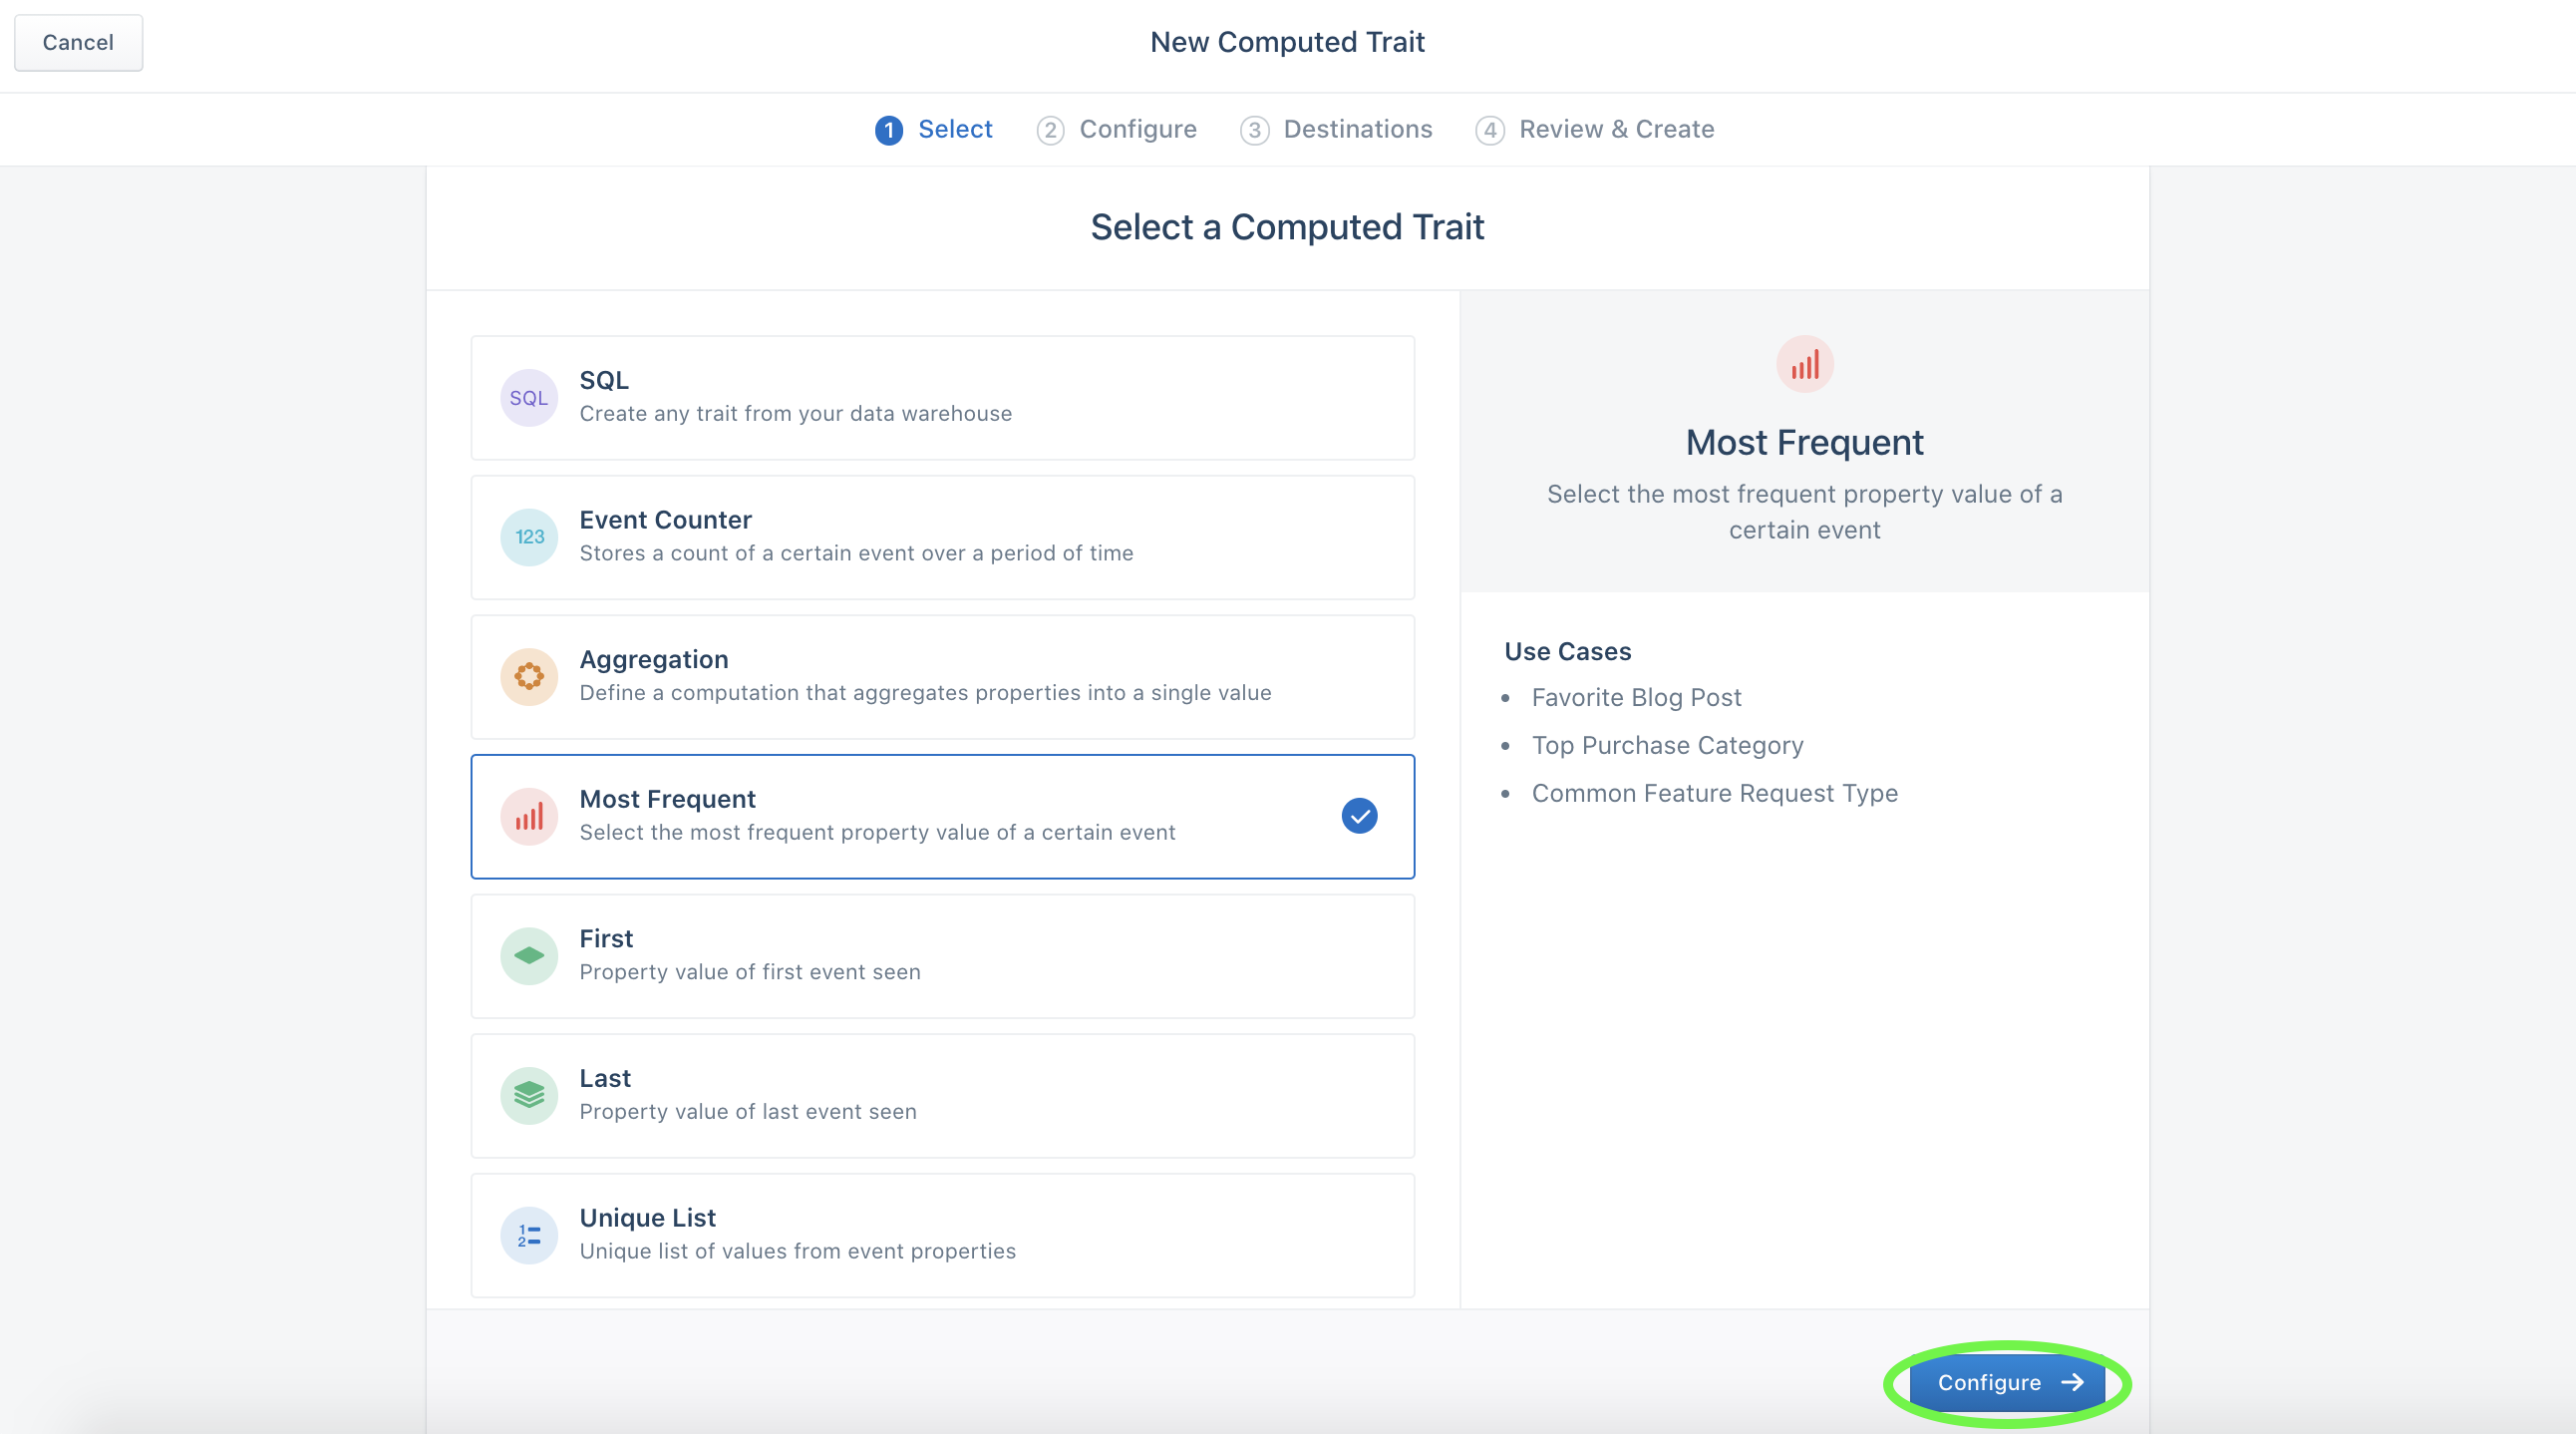 Cancel
New Computed Trait
1 Select 2 Configure 3 Destinations 4 Review & Create
Select a Computed Trait
SQL
SQL
Create any trait from your data warehouse
123
Event Counter
Stores a count of a certain event over a period of time
Aggregation
Define a computation that aggregates properties into a single value
Most Frequent
Select the most frequent property value of a certain event
First
Property value of first event seen
Last
Property value of last event seen
1
2
Unique List
Unique list of values from event properties
Most Frequent
Select the most frequent property value of a
certain event
Use Cases
• Favorite Blog Post
• Top Purchase Category
• Common Feature Request Type
Configure →